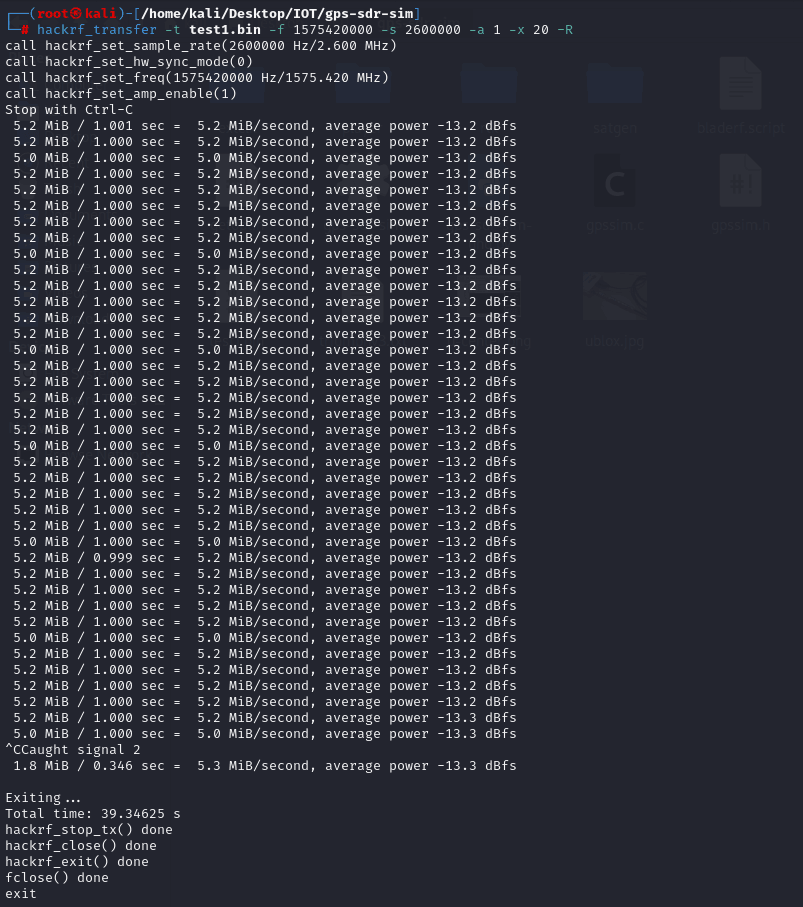 ┌──(root㉿kali)-[/home/kali/Desktop/IOT/gps-sdr-sim]
└─# hackrf_transfer -t test1.bin -f 1575420000 -s 2600000 -a 1 -x 20 -R
call hackrf_set_sample_rate(2600000 Hz/2.600 MHz)
call hackrf_set_hw_sync_mode(0)
call hackrf_set_freq(1575420000 Hz/1575.420 MHz)
call hackrf_set_amp_enable(1)
Stop with Ctrl-C
 5.2 MiB / 1.001 sec =  5.2 MiB/second, average power -13.2 dBfs
 5.2 MiB / 1.000 sec =  5.2 MiB/second, average power -13.2 dBfs
 5.0 MiB / 1.000 sec =  5.0 MiB/second, average power -13.2 dBfs
 5.2 MiB / 1.000 sec =  5.2 MiB/second, average power -13.2 dBfs
 5.2 MiB / 1.000 sec =  5.2 MiB/second, average power -13.2 dBfs
 5.2 MiB / 1.000 sec =  5.2 MiB/second, average power -13.2 dBfs
 5.2 MiB / 1.000 sec =  5.2 MiB/second, average power -13.2 dBfs
 5.2 MiB / 1.000 sec =  5.2 MiB/second, average power -13.2 dBfs
 5.0 MiB / 1.000 sec =  5.0 MiB/second, average power -13.2 dBfs
 5.2 MiB / 1.000 sec =  5.2 MiB/second, average power -13.2 dBfs
 5.2 MiB / 1.000 sec =  5.2 MiB/second, average power -13.2 dBfs
 5.2 MiB / 1.000 sec =  5.2 MiB/second, average power -13.2 dBfs
 5.2 MiB / 1.000 sec =  5.2 MiB/second, average power -13.2 dBfs
 5.2 MiB / 1.000 sec =  5.2 MiB/second, average power -13.2 dBfs
 5.0 MiB / 1.000 sec =  5.0 MiB/second, average power -13.2 dBfs
 5.2 MiB / 1.000 sec =  5.2 MiB/second, average power -13.2 dBfs
 5.2 MiB / 1.000 sec =  5.2 MiB/second, average power -13.2 dBfs
 5.2 MiB / 1.000 sec =  5.2 MiB/second, average power -13.2 dBfs
 5.2 MiB / 1.000 sec =  5.2 MiB/second, average power -13.2 dBfs
 5.2 MiB / 1.000 sec =  5.2 MiB/second, average power -13.2 dBfs
 5.0 MiB / 1.000 sec =  5.0 MiB/second, average power -13.2 dBfs
 5.2 MiB / 1.000 sec =  5.2 MiB/second, average power -13.2 dBfs
 5.2 MiB / 1.000 sec =  5.2 MiB/second, average power -13.2 dBfs
 5.2 MiB / 1.000 sec =  5.2 MiB/second, average power -13.2 dBfs
 5.2 MiB / 1.000 sec =  5.2 MiB/second, average power -13.2 dBfs
 5.2 MiB / 1.000 sec =  5.2 MiB/second, average power -13.2 dBfs
 5.0 MiB / 1.000 sec =  5.0 MiB/second, average power -13.2 dBfs
 5.2 MiB / 0.999 sec =  5.2 MiB/second, average power -13.2 dBfs
 5.2 MiB / 1.000 sec =  5.2 MiB/second, average power -13.2 dBfs
 5.2 MiB / 1.000 sec =  5.2 MiB/second, average power -13.2 dBfs
 5.2 MiB / 1.000 sec =  5.2 MiB/second, average power -13.2 dBfs
 5.2 MiB / 1.000 sec =  5.2 MiB/second, average power -13.2 dBfs
 5.0 MiB / 1.000 sec =  5.0 MiB/second, average power -13.2 dBfs
 5.2 MiB / 1.000 sec =  5.2 MiB/second, average power -13.2 dBfs
 5.2 MiB / 1.000 sec =  5.2 MiB/second, average power -13.2 dBfs
 5.2 MiB / 1.000 sec =  5.2 MiB/second, average power -13.2 dBfs
 5.2 MiB / 1.000 sec =  5.2 MiB/second, average power -13.2 dBfs
 5.2 MiB / 1.000 sec =  5.2 MiB/second, average power -13.3 dBfs
 5.0 MiB / 1.000 sec =  5.0 MiB/second, average power -13.3 dBfs
^CCaught signal 2
 1.8 MiB / 0.346 sec =  5.3 MiB/second, average power -13.3 dBfs
Exiting...
Total time: 39.34625 s
hackrf_stop_tx() done
hackrf_close() done
hackrf_exit() done
fclose() done
exit
satgen
gpssim.c
gpssim.h
ublox.jpg